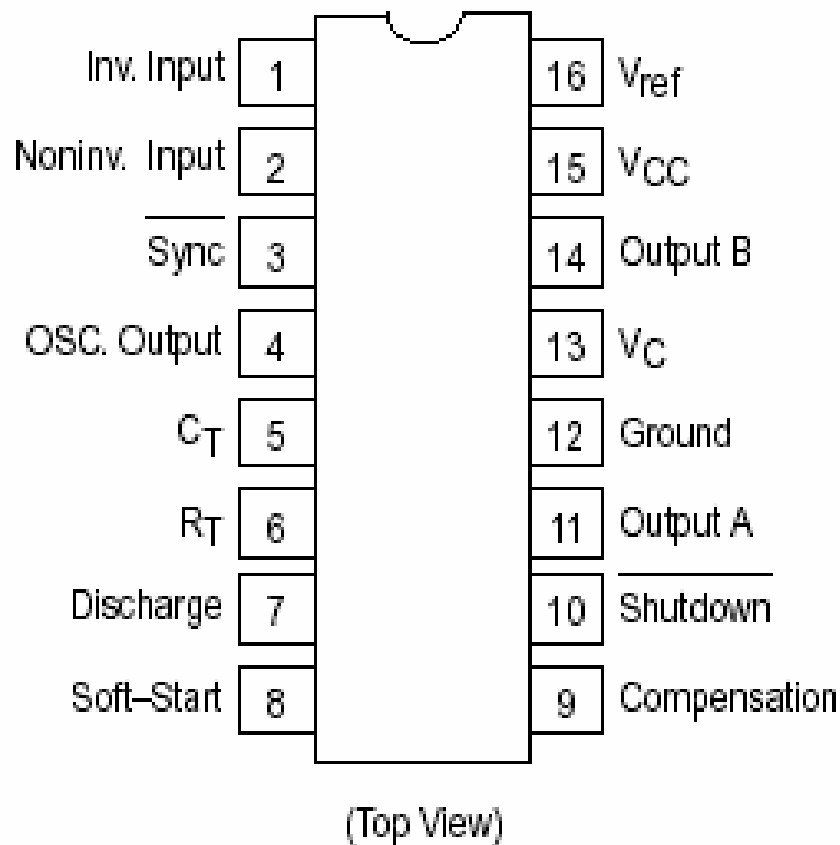 Inv. Input 1 16 Vref
Noninv. Input 2 15 VCC
Sync 3 14 Output B
OSC. Output 4 13 VC
CT 5 12 Ground
RT 6 11 Output A
Discharge 7 10 Shutdown
Soft–Start 8 9 Compensation
(Top View)